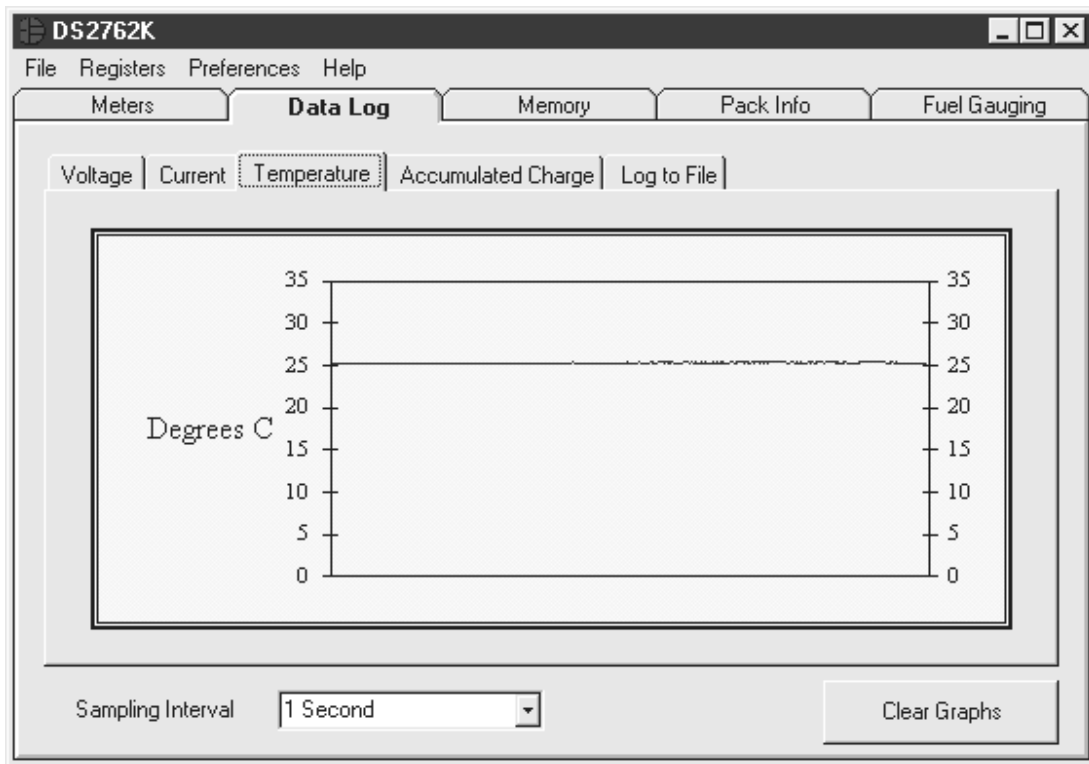 DS2762K
File Registers Preferences Help
Meters Data Log Memory Pack Info Fuel Gauging
Voltage Current Temperature Accumulated Charge Log to File
35 35
30 30
25 25
20 20
Degrees C
15 15
10 10
5 5
0 0
Sampling Interval 1 Second Clear Graphs